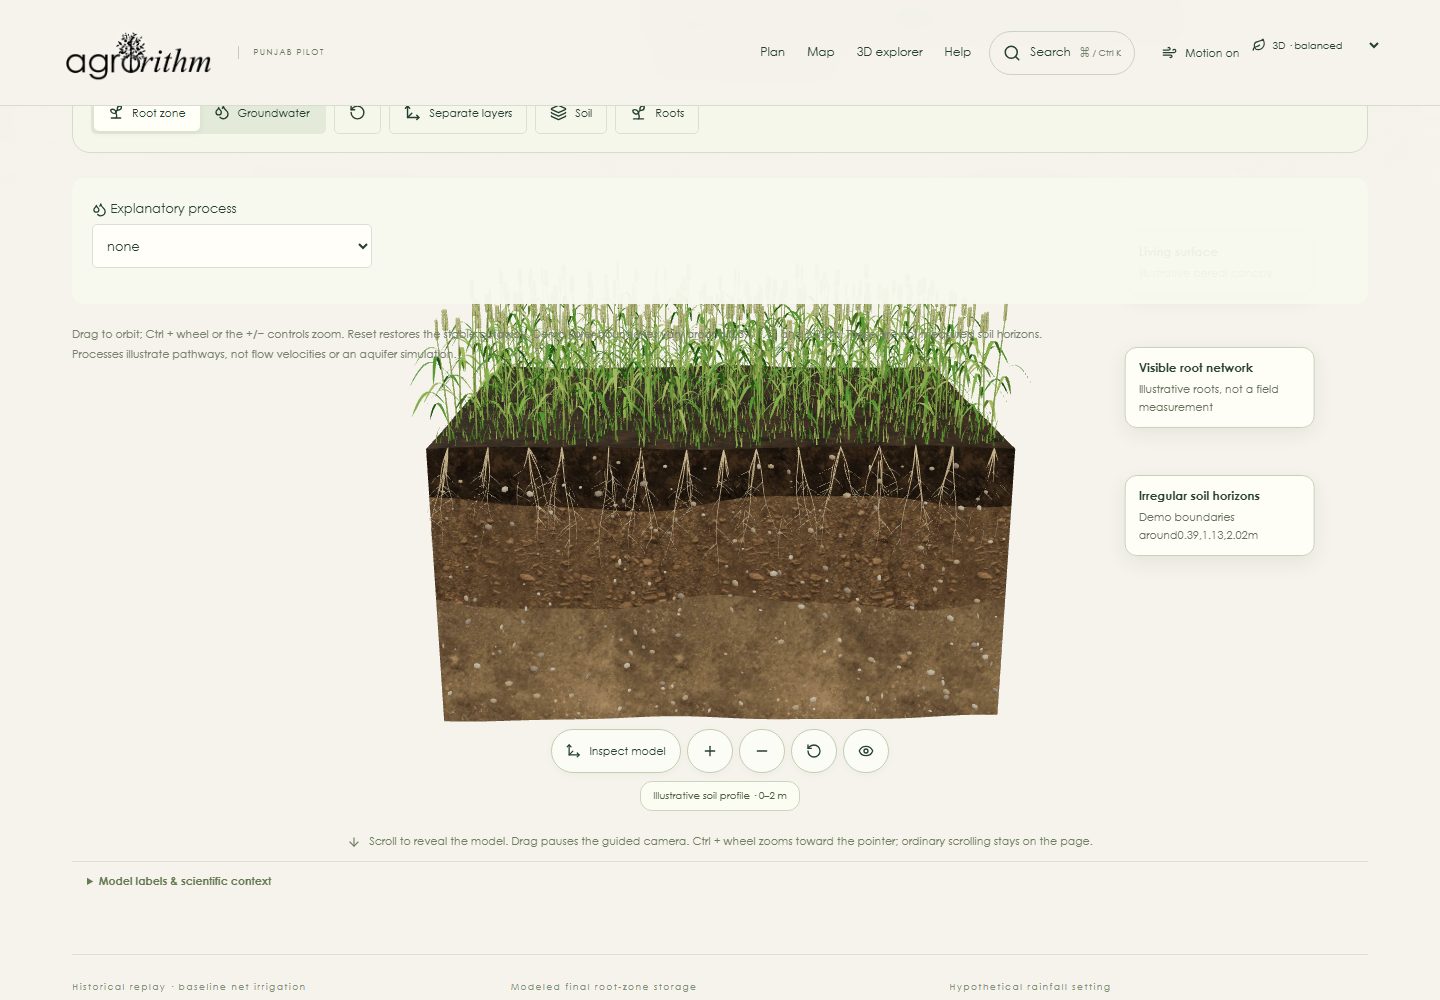 agrorithm
PUNJAB PILOT
Plan
Map
3D explorer
Help
Search ⌘ / Ctrl K
Motion on
3D · balanced
Root zone
Groundwater
Separate layers
Soil
Roots
Explanatory process
none
Living surface
Illustrative cereal canopy
Drag to orbit; Ctrl + wheel or the +/− controls zoom. Reset restores the soil horizons.
Processes illustrate pathways, not flow velocities or an aquifer simulation.
Visible root network
Illustrative roots, not a field
measurement
Irregular soil horizons
Demo boundaries
around0.39,1.13,2.02m
Inspect model
Illustrative soil profile · 0–2 m
Scroll to reveal the model. Drag pauses the guided camera. Ctrl + wheel zooms toward the pointer; ordinary scrolling stays on the page.
Model labels & scientific context
Historical replay · baseline net irrigation
Modeled final root-zone storage
Hypothetical rainfall setting